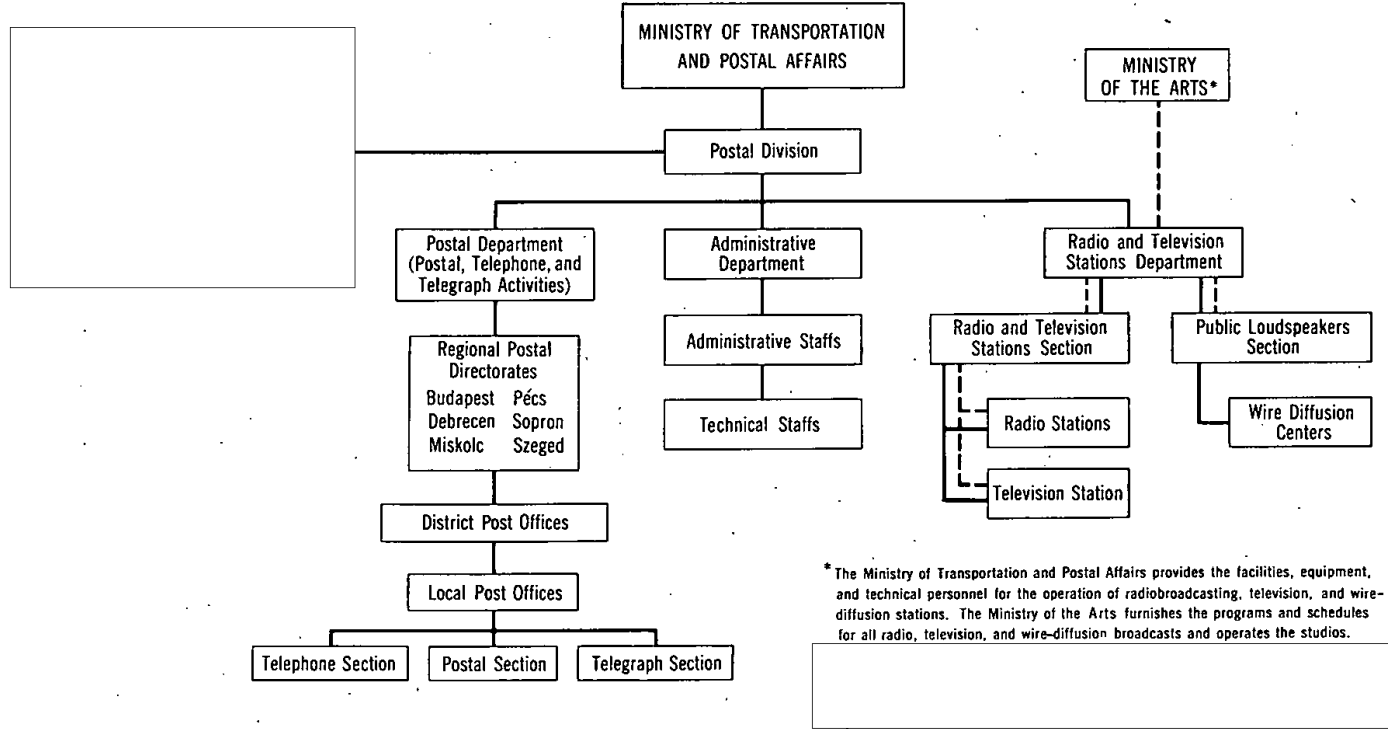 MINISTRY OF TRANSPORTATION
AND POSTAL AFFAIRS
MINISTRY
OF THE ARTS*
Postal Division
Postal Department
(Postal, Telephone, and
Telegraph Activities)
Administrative
Department
Radio and Television
Stations Department
Regional Postal
Directorates
Budapest Pécs
Debrecen Sopron
Miskolc Szeged
Administrative Staffs
Technical Staffs
Radio and Television
Stations Section
Public Loudspeakers
Section
Radio Stations
Television Station
Wire Diffusion
Centers
District Post Offices
Local Post Offices
Telephone Section
Postal Section
Telegraph Section
* The Ministry of Transportation and Postal Affairs provides the facilities, equipment,
and technical personnel for the operation of radiobroadcasting, television, and wire-
diffusion stations. The Ministry of the Arts furnishes the programs and schedules
for all radio, television, and wire-diffusion broadcasts and operates the studios.